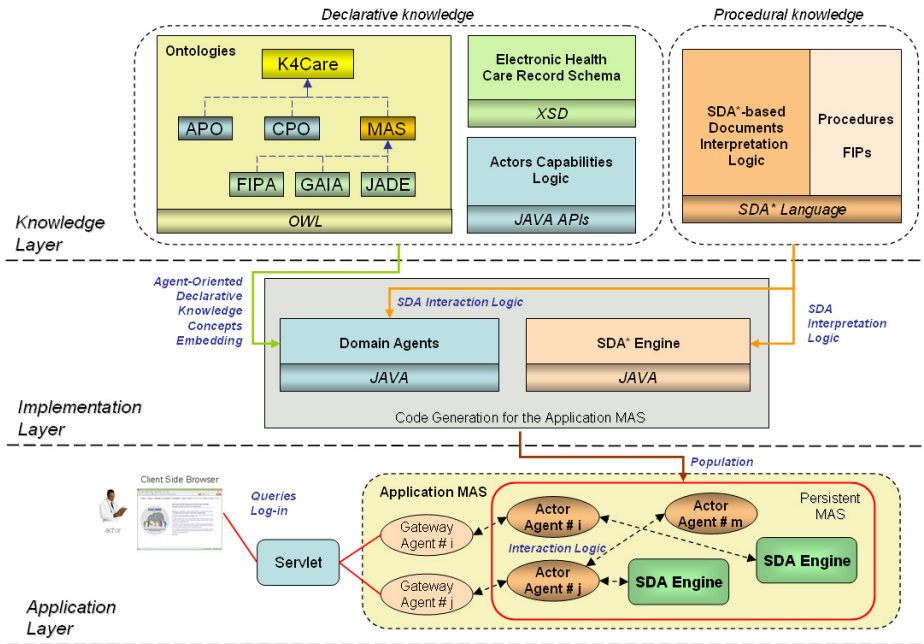 Declarative knowledge
Procedural knowledge
Ontologies
K4Care
APO
CPO
MAS
FIPA
GAIA
JADE
OWL
Electronic Health
Care Record Schema
XSD
Actors Capabilities
Logic
JAVA APIs
SDA*-based
Documents
Interpretation
Logic
Procedures
FIPs
SDA* Language
Knowledge
Layer
Agent-Oriented
Declarative
Knowledge
Concepts
Embedding
SDA Interaction Logic
SDA
Interpretation
Logic
Domain Agents
JAVA
SDA* Engine
JAVA
Code Generation for the Application MAS
Implementation
Layer
Population
Client Side Browser
actor
Queries
Log-in
Servlet
Application MAS
Persistent
MAS
Gateway
Agent # i
Gateway
Agent # j
Actor
Agent # i
Actor
Agent # m
Interaction Logic
Actor
Agent # j
SDA Engine
SDA Engine
Application
Layer